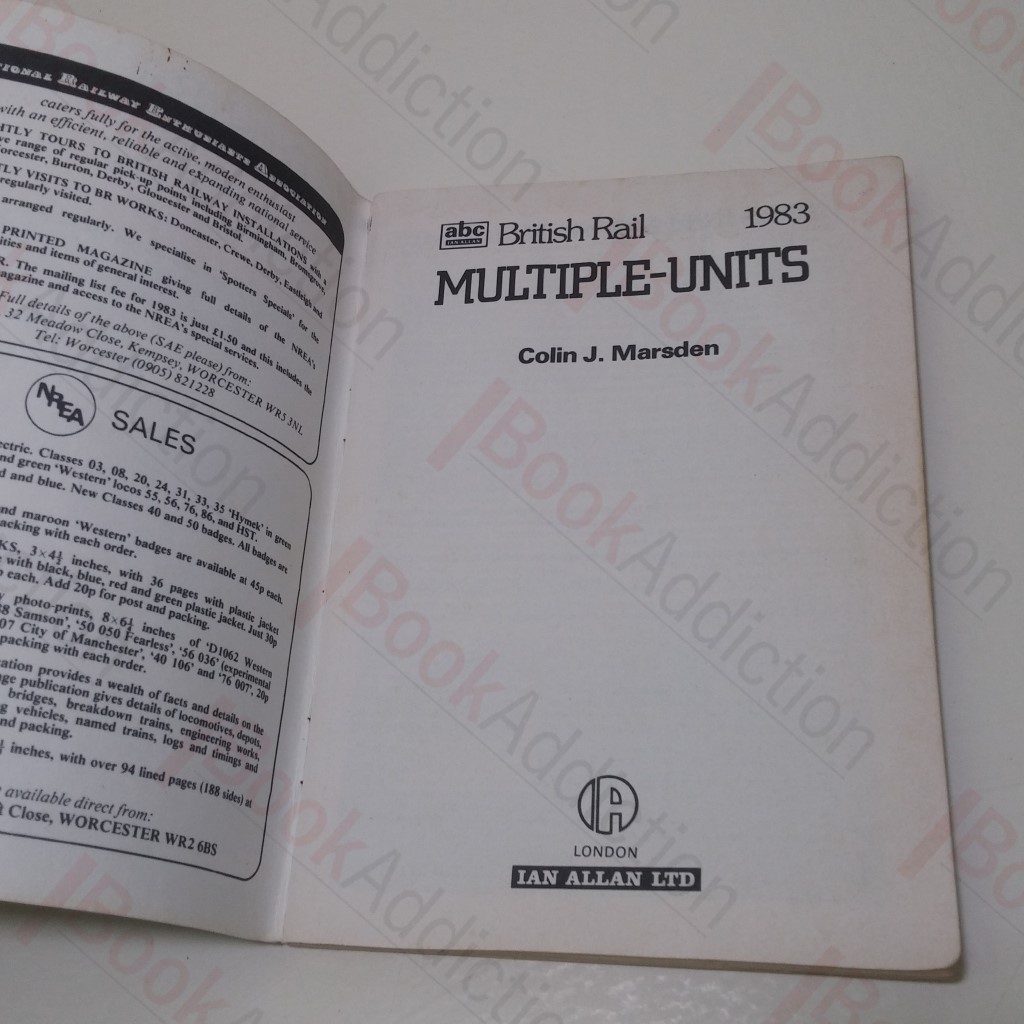 TIONAL RAILWAY ENTHUSIASTS ASSOCIATION
caters fully for the active, modern enthusiast
with an efficient, reliable and expanding national service
HTLY TOURS TO BRITISH RAILWAY INSTALLATIONS with a
ve range of regular pick-up points including Birmingham, Bromsgrove,
orcester, Burton, Derby, Gloucester and Bristol.
TLY VISITS TO BR WORKS: Doncaster, Crewe, Derby, Eastleigh and
regularly visited.
arranged regularly. We specialise in 'Spotters Specials' for the
PRINTED MAGAZINE giving full details of the NREA's
ities and items of general interest.
R. The mailing list fee for 1983 is just £1.50 and this includes the
agazine and access to the NREA's special services.
Full details of the above (SAE please) from:
32 Meadow Close, Kempsey, WORCESTER WR5 3NL
Tel: Worcester (0905) 821228
NREA SALES
ectric. Classes 03, 08, 20, 24, 31, 33, 35 'Hymek' in green
nd green 'Western' locos 55, 56, 76, 86, and HST.
d and blue. New Classes 40 and 50 badges. All badges are
nd maroon 'Western' badges are available at 45p each.
acking with each order.
KS, 3×4½ inches, with 36 pages with plastic jacket
with black, blue, red and green plastic jacket. Just 30p
p each. Add 20p for post and packing.
y photo-prints, 8×6½ inches of 'D1062 Western
8 Samson', '50 050 Fearless', '56 036' (experimental
07 City of Manchester', '40 106' and '76 007'. 20p
packing with each order.
cation provides a wealth of facts and details on the
ge publication gives details of locomotives, depots,
bridges, breakdown trains, engineering works,
g vehicles, named trains, logs and timings and
nd packing.
inches, with over 94 lined pages (188 sides) at
available direct from:
t Close, WORCESTER WR2 6BS
abc IAN ALLAN British Rail 1983
MULTIPLE-UNITS
Colin J. Marsden
IA
LONDON
IAN ALLAN LTD
BookAddiction